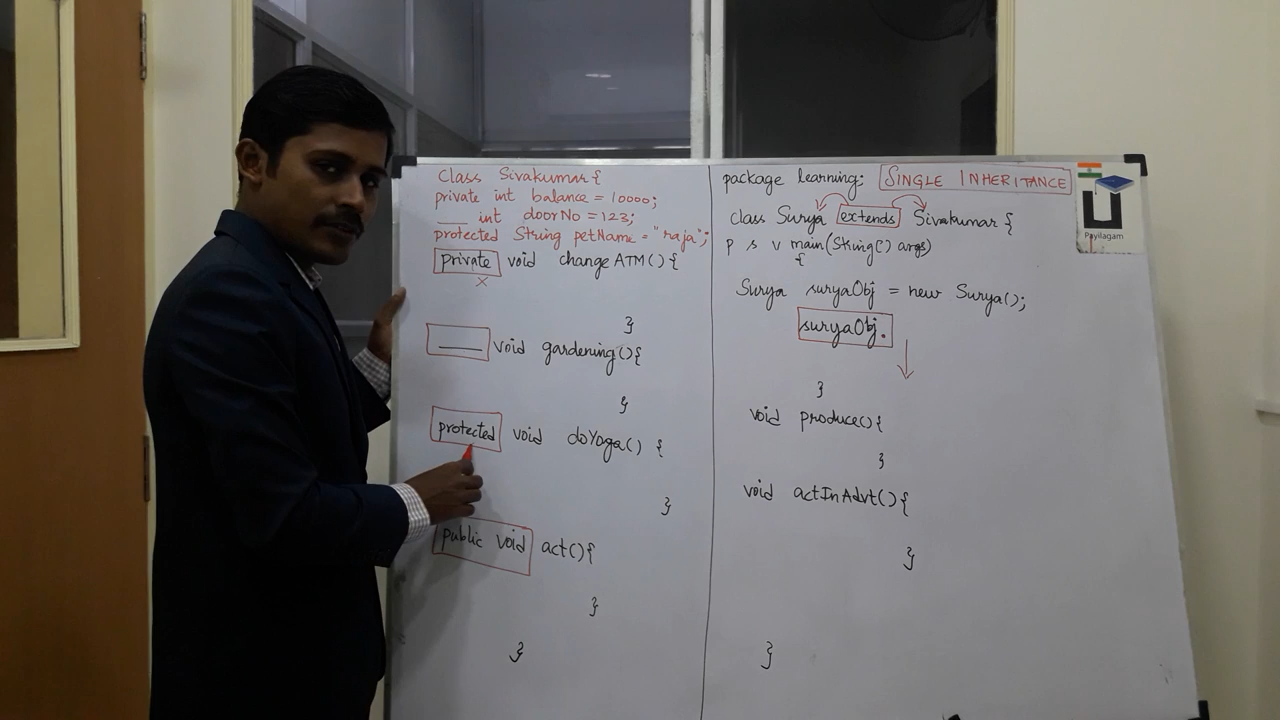 Class Sivakumar {
private int balance = 10000;
___ int doorNo = 123;
protected String petName = "raja";
private void changeATM() {
x
}
___ void gardening(){
}
protected void doYoga() {
}
public void act(){
}
}
package learning;
SINGLE INHERITANCE
class Surya extends Sivakumar {
p s v main(String[] args)
{
Surya suryaObj = new Surya();
suryaObj.
}
void produce(){
}
void actInAdvt(){
}
}
Payilagam